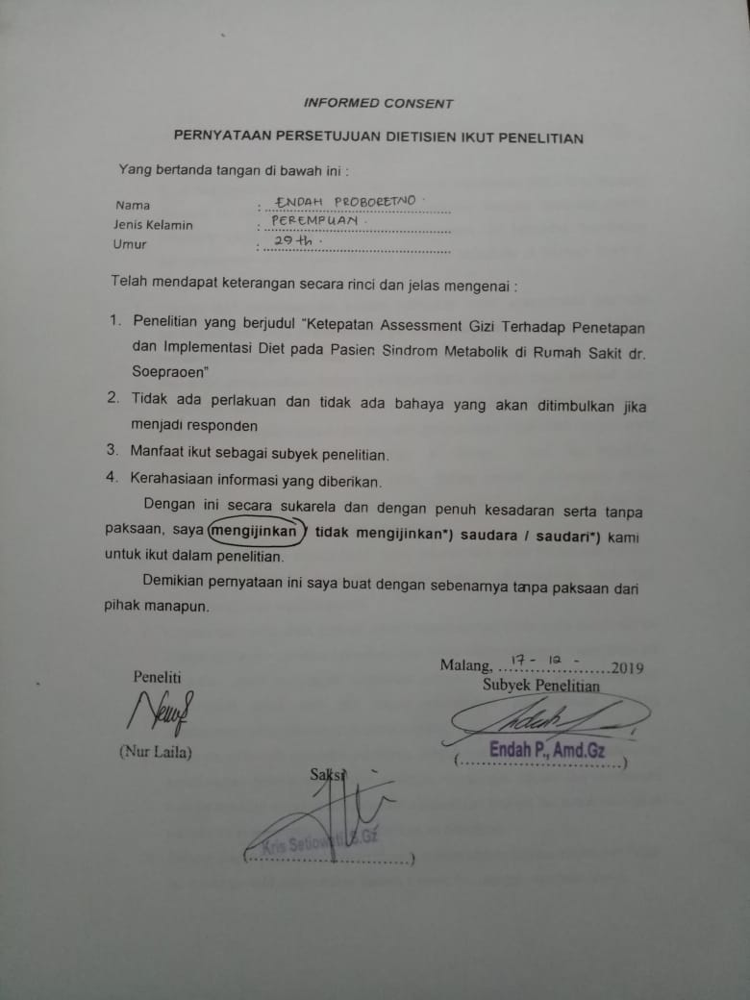 INFORMED CONSENT
PERNYATAAN PERSETUJUAN DIETISIEN IKUT PENELITIAN
Yang bertanda tangan di bawah ini :
Nama : ENDAH PROBORETNO
Jenis Kelamin : PEREMPUAN
Umur : 29 th
Telah mendapat keterangan secara rinci dan jelas mengenai :
1. Penelitian yang berjudul "Ketepatan Assessment Gizi Terhadap Penetapan
dan Implementasi Diet pada Pasien Sindrom Metabolik di Rumah Sakit dr.
Soepraoen"
2. Tidak ada perlakuan dan tidak ada bahaya yang akan ditimbulkan jika
menjadi responden
3. Manfaat ikut sebagai subyek penelitian.
4. Kerahasiaan informasi yang diberikan.
Dengan ini secara sukarela dan dengan penuh kesadaran serta tanpa
paksaan, saya mengijinkan / tidak mengijinkan*) saudara / saudari*) kami
untuk ikut dalam penelitian.
Demikian pernyataan ini saya buat dengan sebenarnya tanpa paksaan dari
pihak manapun.
Malang, 17 - 12 - 2019
Peneliti
Subyek Penelitian
(Nur Laila)
Endah P., Amd.Gz
Saksi
Kris Setiowati, S.Gz